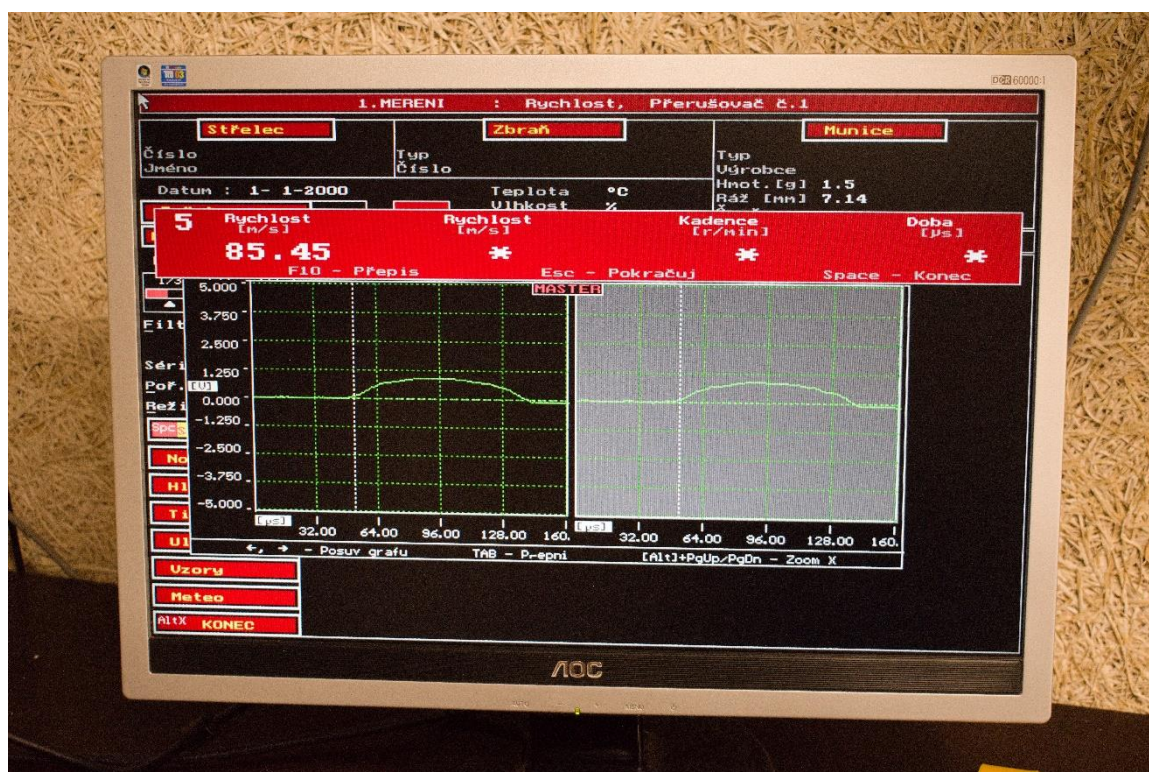 DCR 60000:1
1.MERENI : Rychlost, Přerušovač č.1
Střelec Zbraň Munice
Číslo Typ Typ
Jméno Číslo Výrobce
Hmot.[g] 1.5
Datum : 1- 1-2000 Teplota °C
Ráž [mm] 7.14
Vlhkost %
5 Rychlost Rychlost Kadence Doba
[m/s] [m/s] [r/min] [µs]
85.45 * * *
F10 - Přepis Esc - Pokračuj Space - Konec
MASTER
5.000
3.750
Filt
2.500
Séri
1.250
Poř. [V]
0.000
Reži
-1.250
Spc
-2.500
No
-3.750
Hl
-5.000
Ti
[µs] [µs]
32.00 64.00 96.00 128.00 160. 32.00 64.00 96.00 128.00 160.
Ul
←, → - Posuv grafu TAB - Prepni [Alt]+PgUp/PgDn - Zoom X
Vzory
Meteo
AltX KONEC
AOC